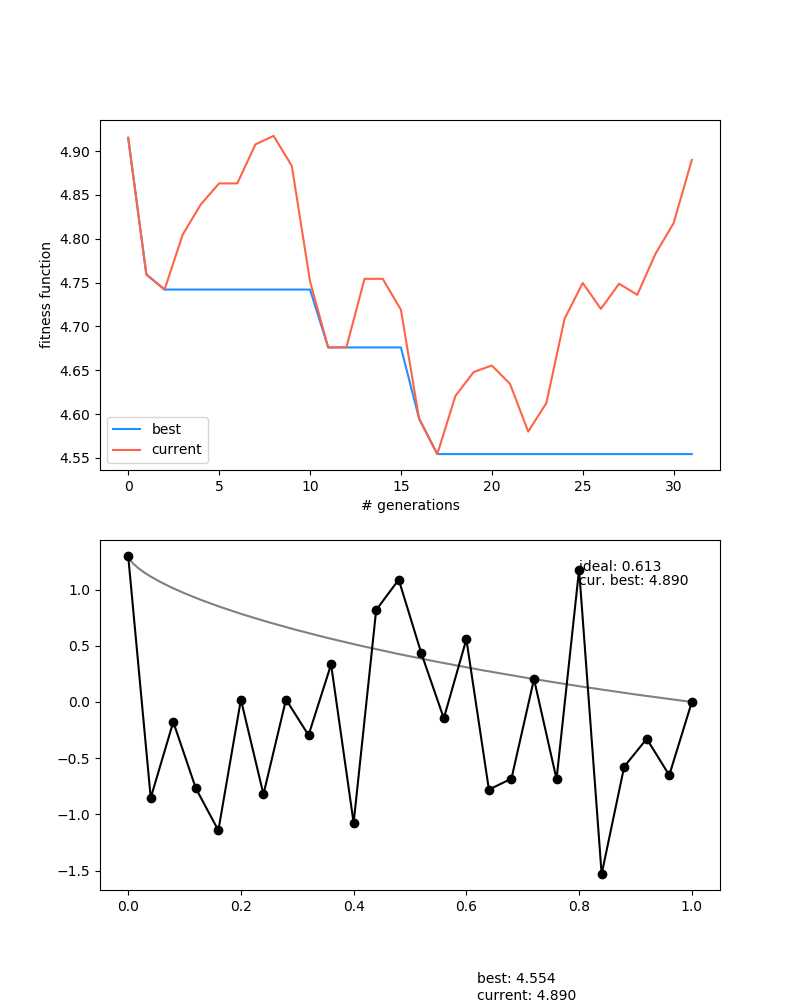 4.90
4.85
4.80
4.75
4.70
4.65
4.60
4.55
fitness function
best
current
0 5 10 15 20 25 30
# generations
ideal: 0.613
cur. best: 4.890
1.0
0.5
0.0
−0.5
−1.0
−1.5
0.0 0.2 0.4 0.6 0.8 1.0
best: 4.554
current: 4.890